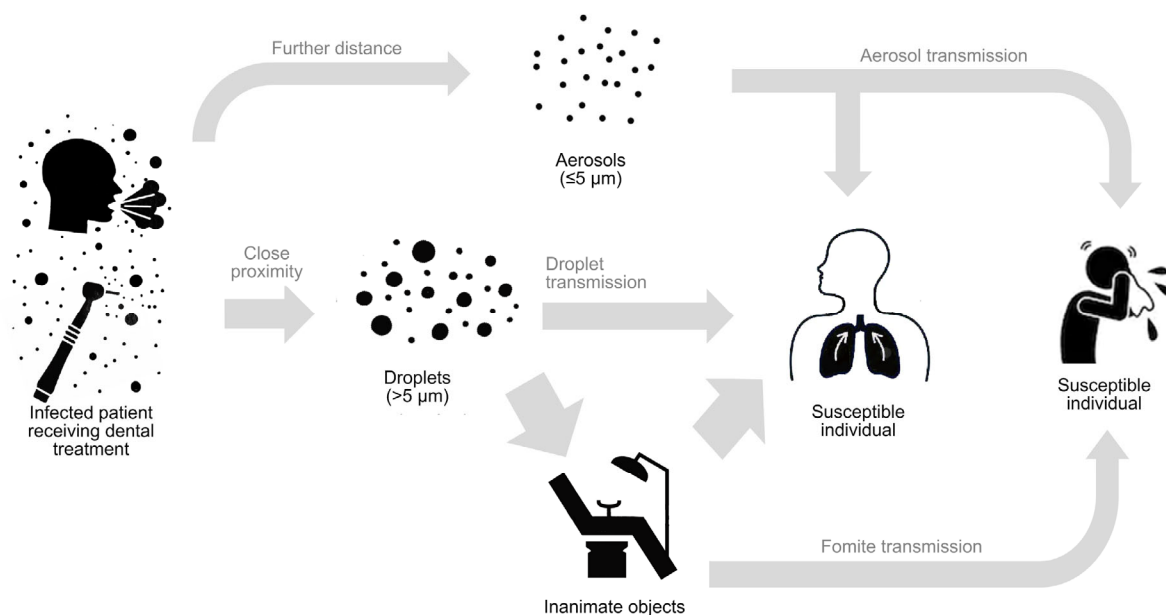 Further distance
Aerosol transmission
Aerosols
(≤5 μm)
Close
proximity
Droplet
transmission
Droplets
(>5 μm)
Infected patient
receiving dental
treatment
Susceptible
individual
Susceptible
individual
Fomite transmission
Inanimate objects